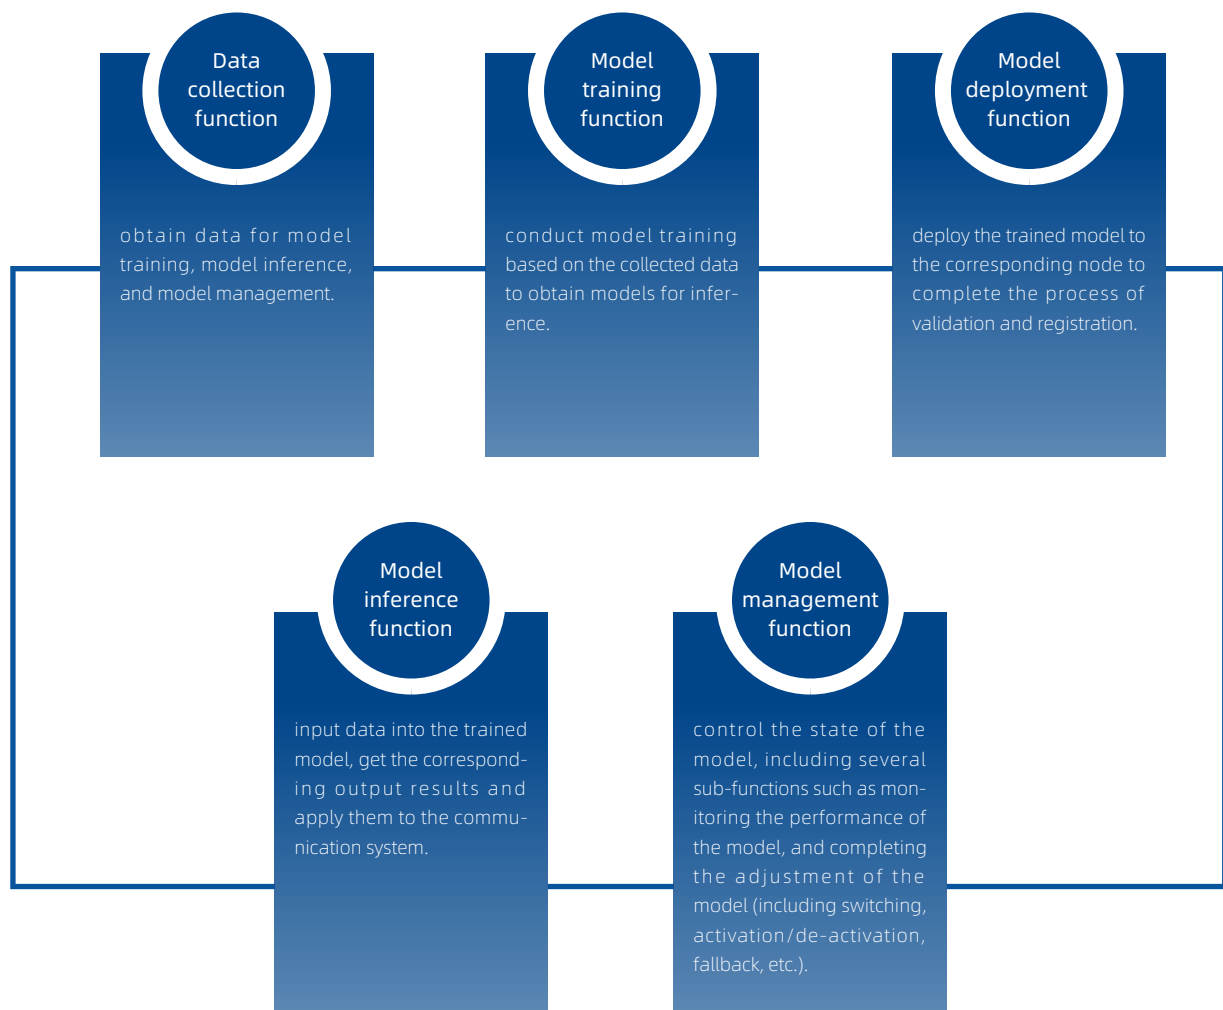 Data
collection
function
obtain data for model
training, model inference,
and model management.
Model
training
function
conduct model training
based on the collected data
to obtain models for infer-
ence.
Model
deployment
function
deploy the trained model to
the corresponding node to
complete the process of
validation and registration.
Model
inference
function
input data into the trained
model, get the correspond-
ing output results and
apply them to the commu-
nication system.
Model
management
function
control the state of the
model, including several
sub-functions such as mon-
itoring the performance of
the model, and completing
the adjustment of the
model (including switching,
activation/de-activation,
fallback, etc.).